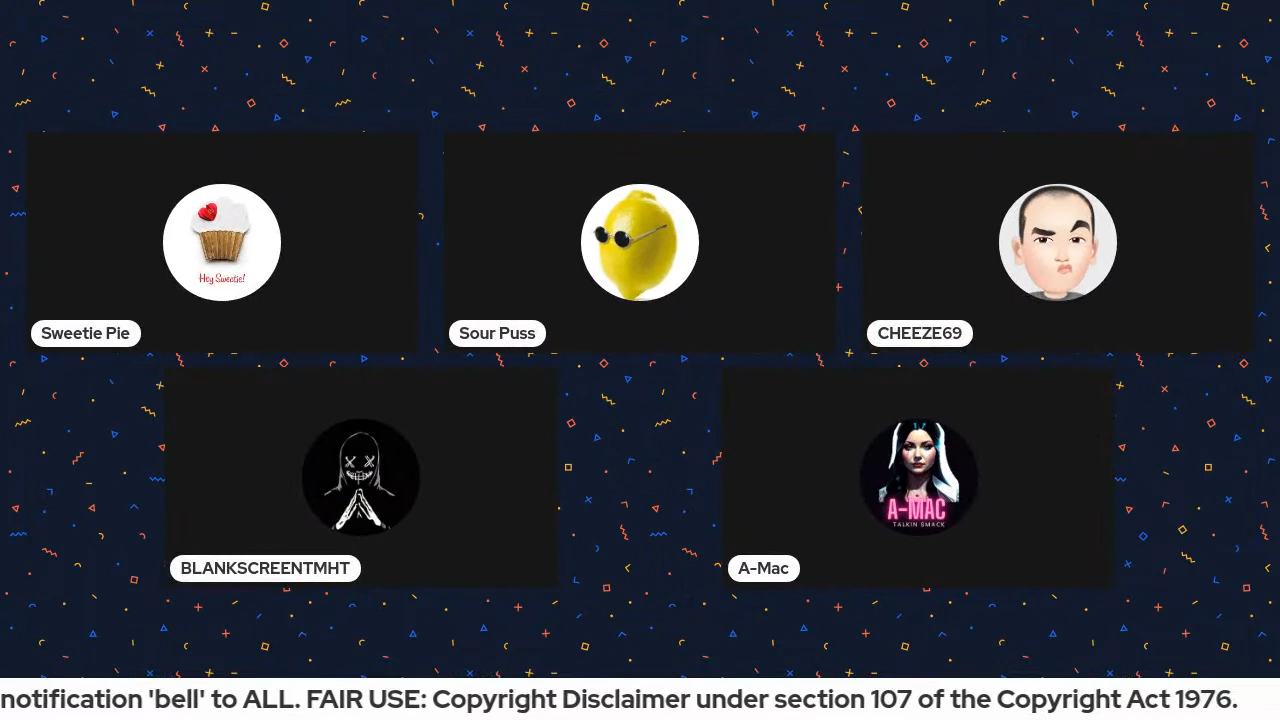 Hey Sweetie!
Sweetie Pie
Sour Puss
CHEEZE69
BLANKSCREENTMHT
A-MAC
TALKIN SMACK
A-Mac
notification 'bell' to ALL. FAIR USE: Copyright Disclaimer under section 107 of the Copyright Act 1976.